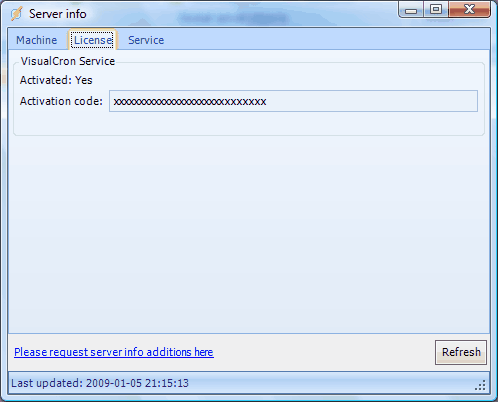 Server info
Machine License Service
VisualCron Service
Activated: Yes
Activation code: xxxxxxxxxxxxxxxxxxxxxxxxxxxx
Please request server info additions here
Refresh
Last updated: 2009-01-05 21:15:13